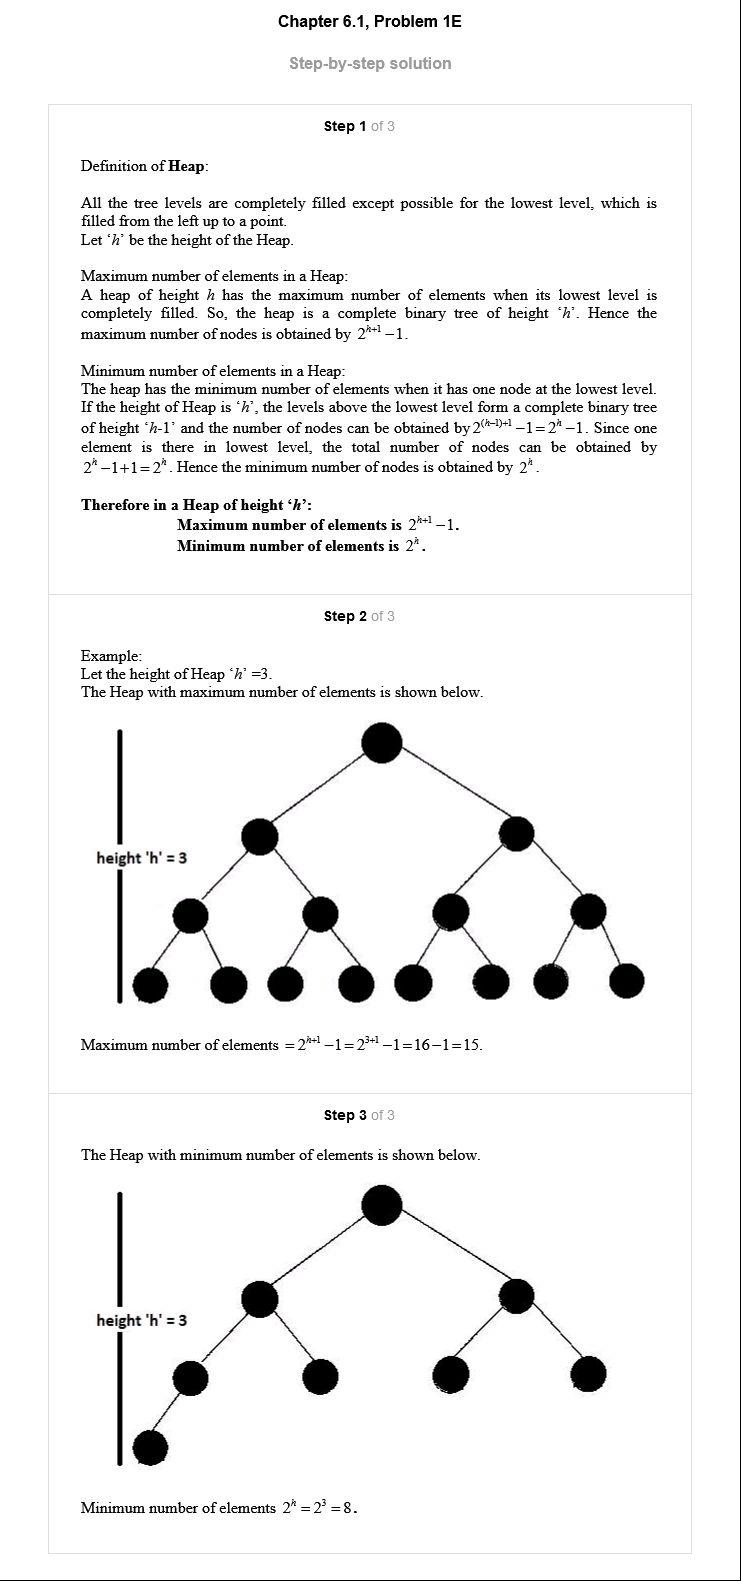 Chapter 6.1, Problem 1E
Step-by-step solution
Step 1 of 3
Definition of Heap:
All the tree levels are completely filled except possible for the lowest level, which is
filled from the left up to a point.
Let ‘h’ be the height of the Heap.
Maximum number of elements in a Heap:
A heap of height h has the maximum number of elements when its lowest level is
completely filled. So, the heap is a complete binary tree of height ‘h’. Hence the
maximum number of nodes is obtained by 2^{h+1} −1.
Minimum number of elements in a Heap:
The heap has the minimum number of elements when it has one node at the lowest level.
If the height of Heap is ‘h’, the levels above the lowest level form a complete binary tree
of height ‘h-1’ and the number of nodes can be obtained by 2^{(h−1)+1} −1 = 2^h −1. Since one
element is there in lowest level, the total number of nodes can be obtained by
2^h −1+1 = 2^h. Hence the minimum number of nodes is obtained by 2^h.
Therefore in a Heap of height ‘h’:
Maximum number of elements is 2^{h+1} −1.
Minimum number of elements is 2^h.
Step 2 of 3
Example:
Let the height of Heap ‘h’ =3.
The Heap with maximum number of elements is shown below.
height 'h' = 3
Maximum number of elements = 2^{h+1} −1 = 2^{3+1} −1 = 16−1 = 15.
Step 3 of 3
The Heap with minimum number of elements is shown below.
height 'h' = 3
Minimum number of elements 2^h = 2^3 = 8.